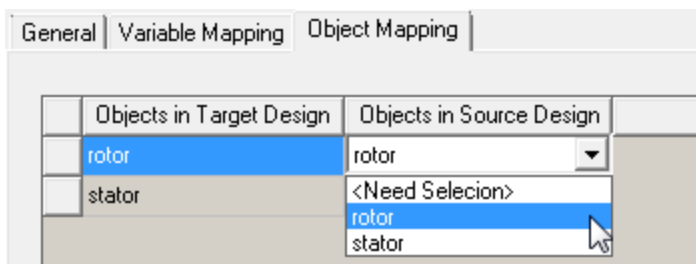 General Variable Mapping Object Mapping
Objects in Target Design Objects in Source Design
rotor rotor
stator <Need Selecion>
rotor
stator